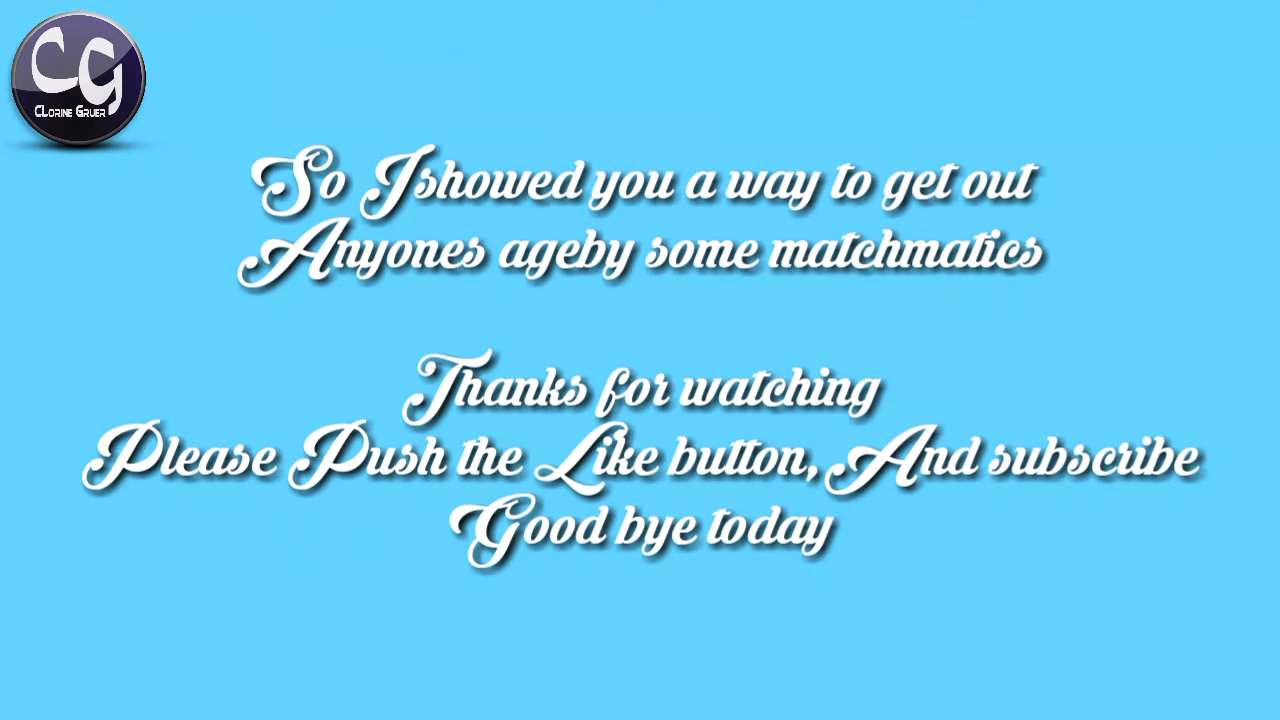 CG
CLorine Gruer
So I showed you a way to get out
Anyones ageby some matchmatics
Thanks for watching
Please Push the Like button, And subscribe
Good bye today